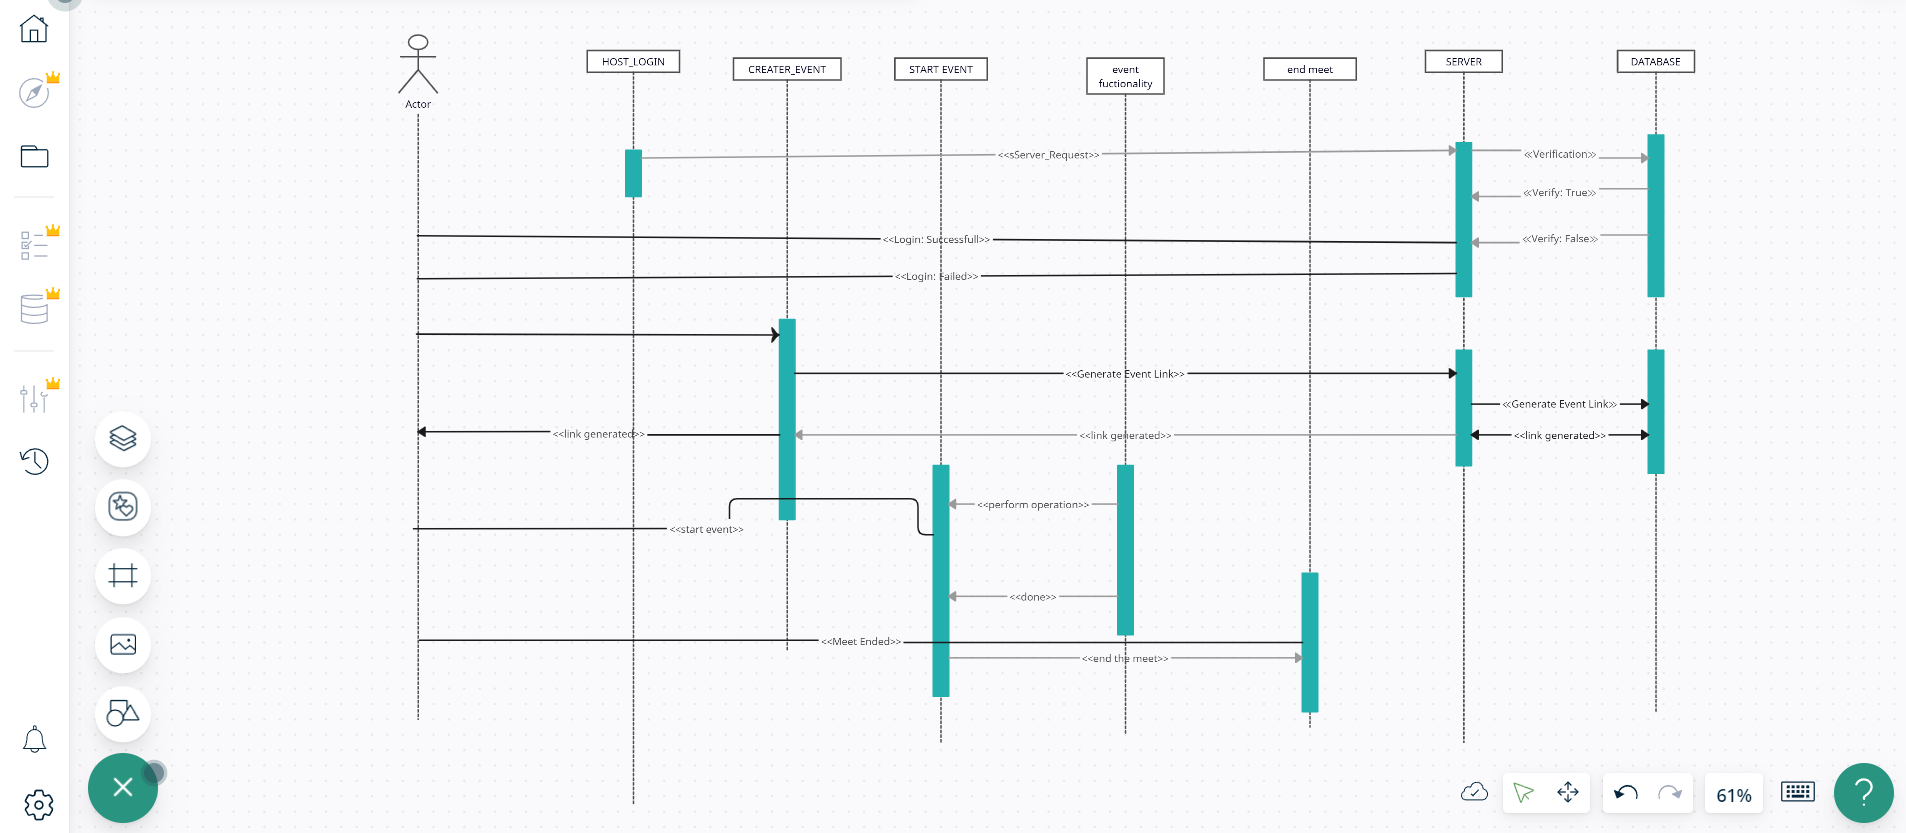 Actor
HOST_LOGIN
CREATER_EVENT
START EVENT
event
fuctionality
end meet
SERVER
DATABASE
<<sServer_Request>>
<<Verification>>
<<Verify: True>>
<<Login: Successfull>>
<<Verify: False>>
<<Login: Failed>>
<<Generate Event Link>>
<<Generate Event Link>>
<<link generated>>
<<link generated>>
<<link generated>>
<<perform operation>>
<<start event>>
<<done>>
<<Meet Ended>>
<<end the meet>>
61%
?